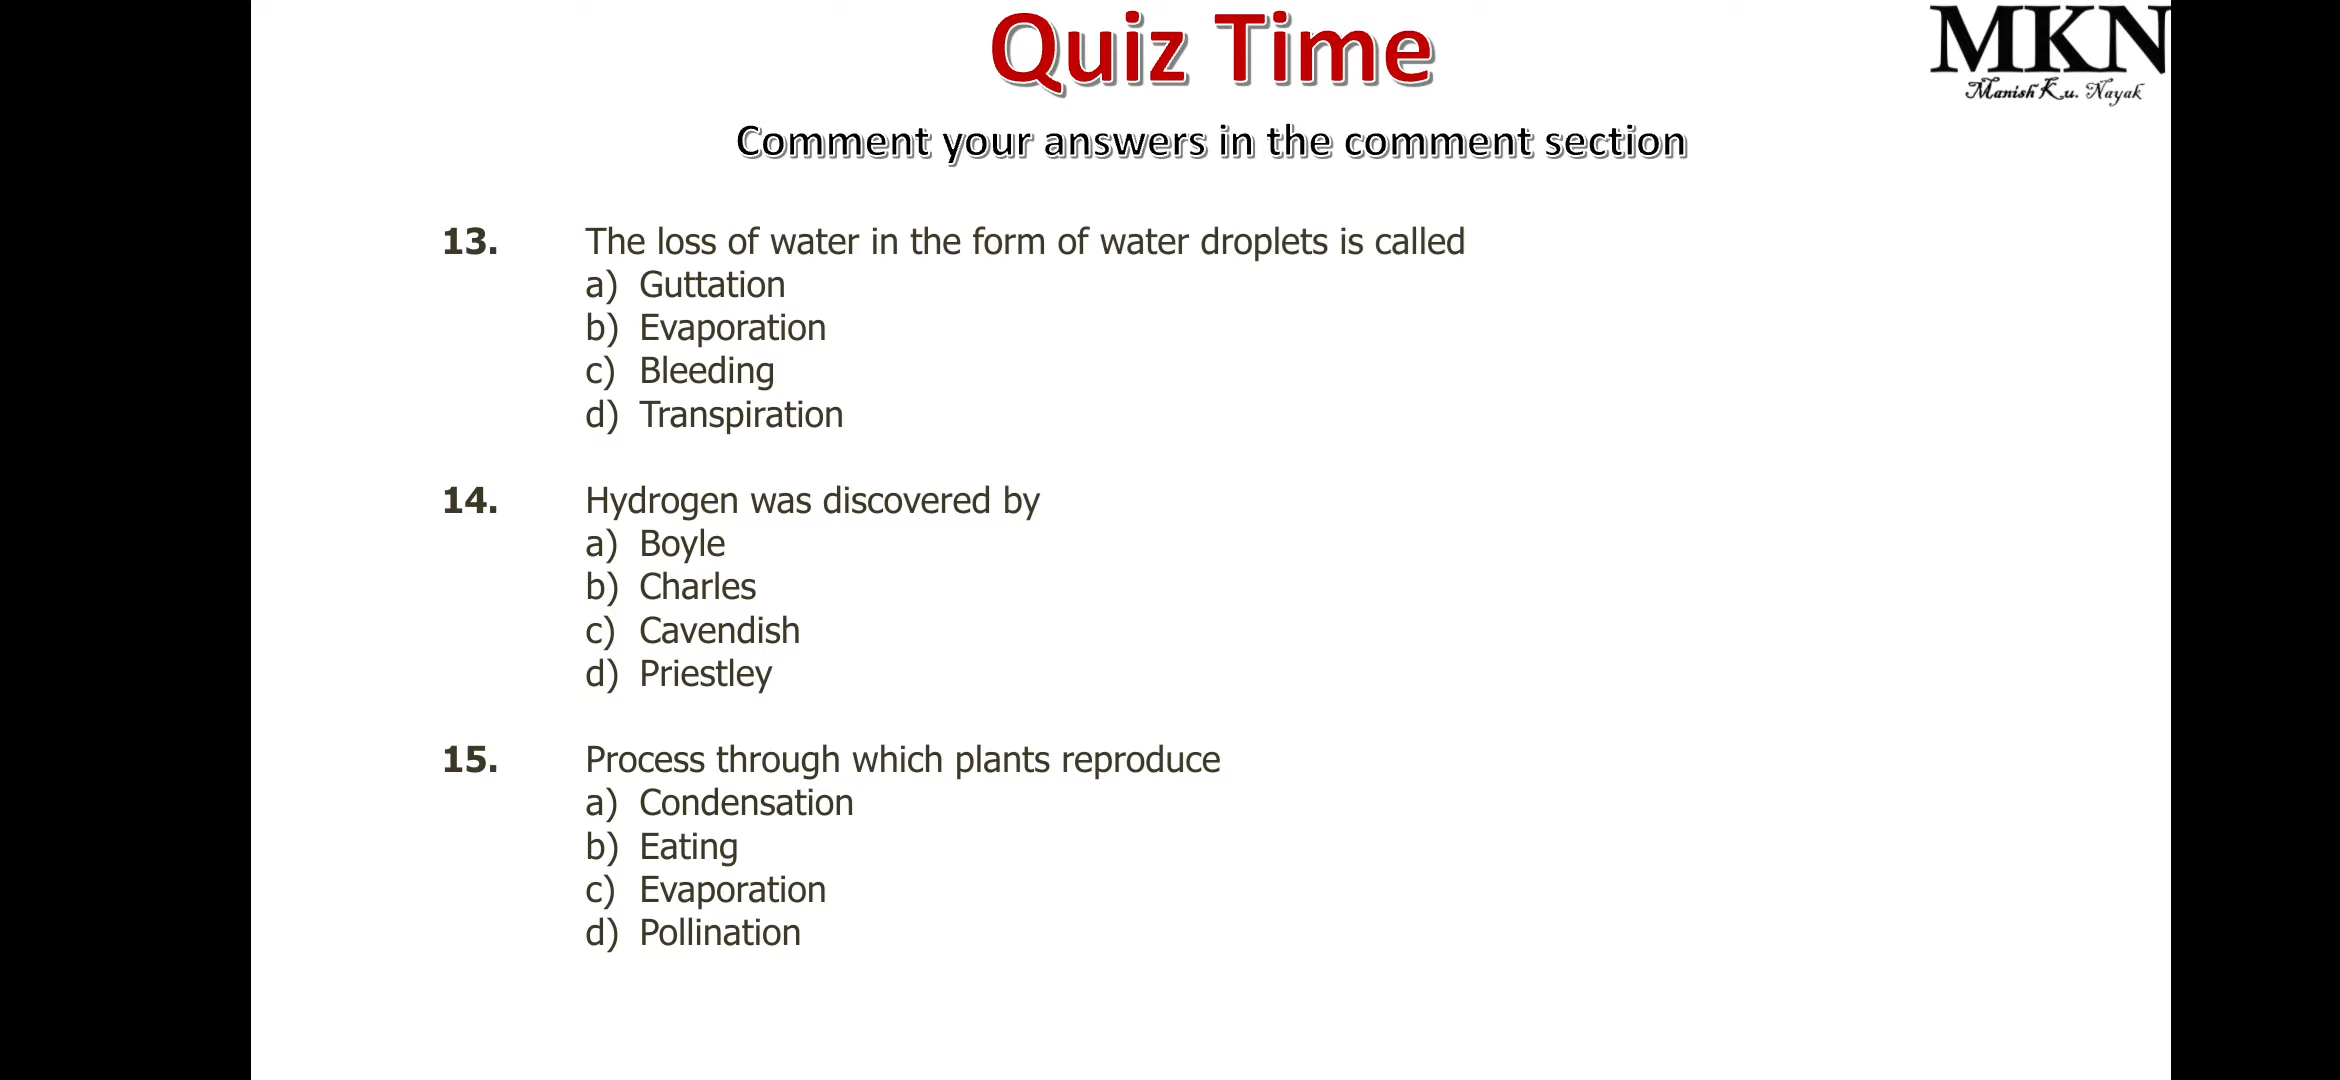 Quiz Time
MKN
Manish Ku. Nayak
Comment your answers in the comment section
13. The loss of water in the form of water droplets is called
a) Guttation
b) Evaporation
c) Bleeding
d) Transpiration
14. Hydrogen was discovered by
a) Boyle
b) Charles
c) Cavendish
d) Priestley
15. Process through which plants reproduce
a) Condensation
b) Eating
c) Evaporation
d) Pollination